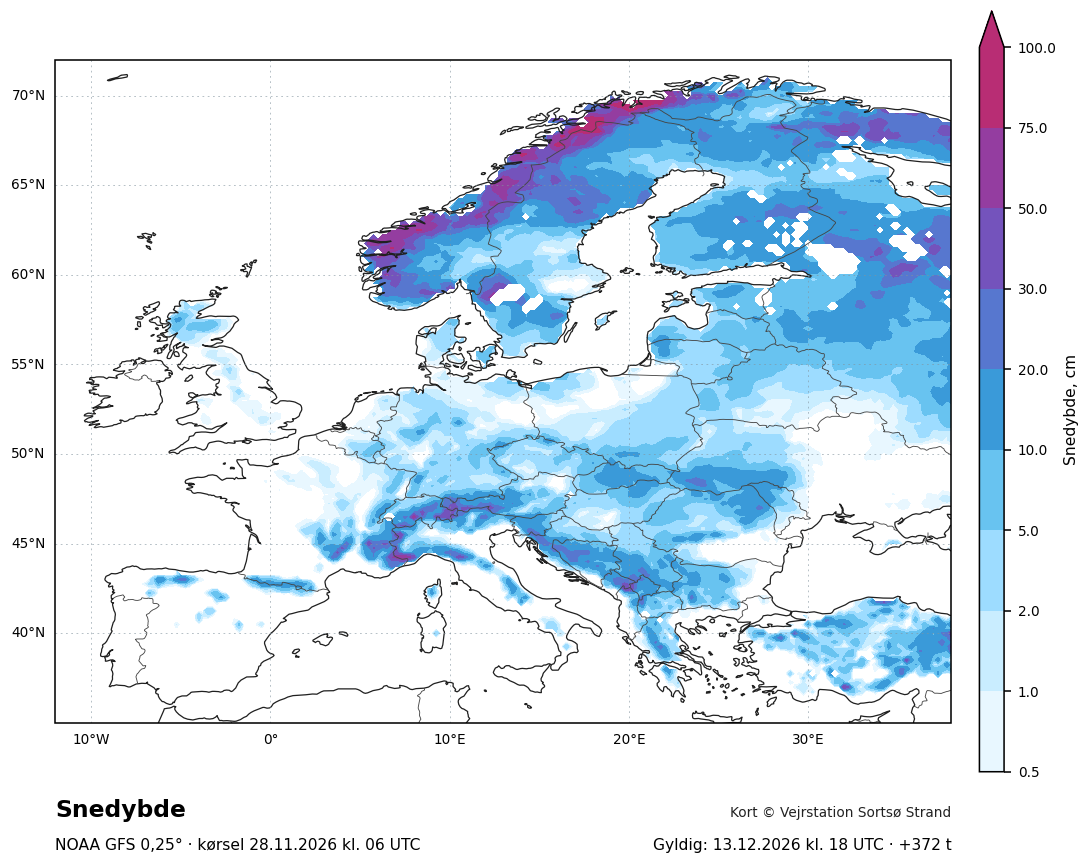 100.0
75.0
50.0
30.0
20.0
10.0
5.0
2.0
1.0
0.5
Snedybde, cm
70°N
65°N
60°N
55°N
50°N
45°N
40°N
10°W
0°
10°E
20°E
30°E
Snedybde
Kort © Vejrstation Sortsø Strand
NOAA GFS 0,25° · kørsel 28.11.2026 kl. 06 UTC
Gyldig: 13.12.2026 kl. 18 UTC · +372 t